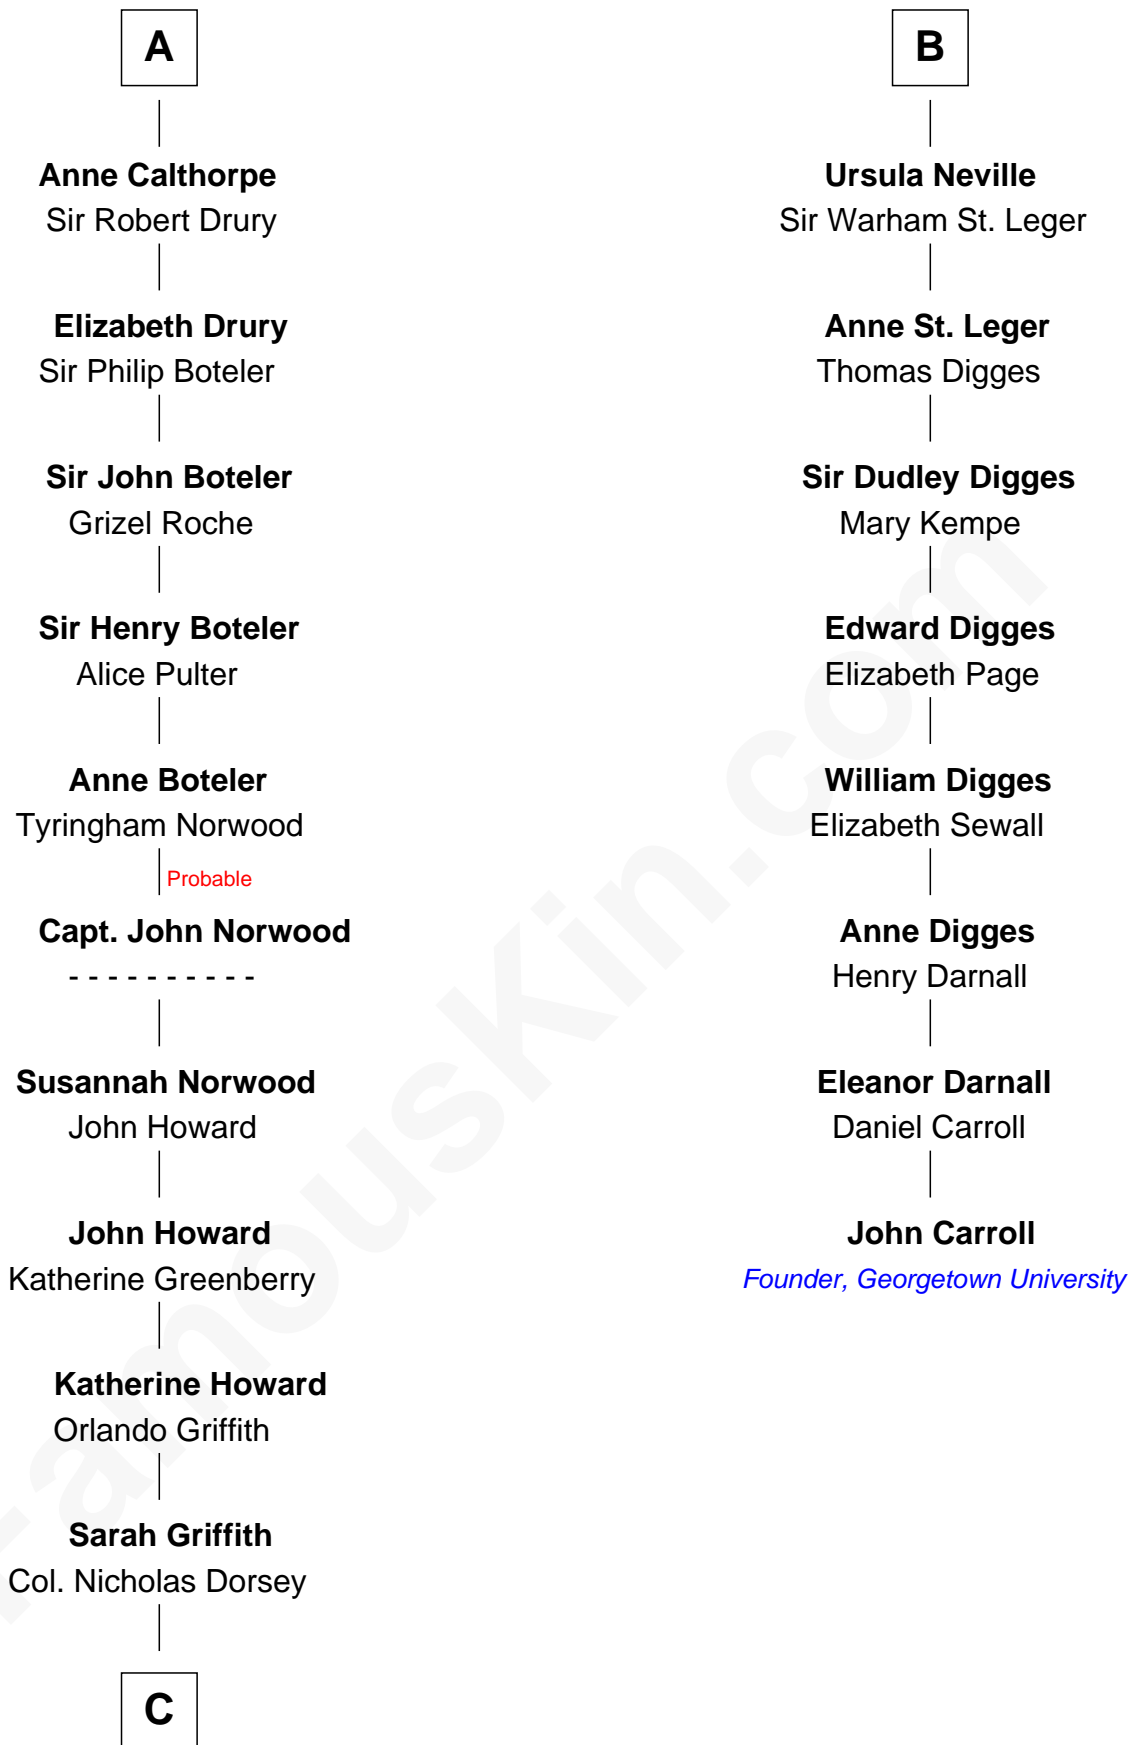 A
Anne Calthorpe
Sir Robert Drury
Elizabeth Drury
Sir Philip Boteler
Sir John Boteler
Grizel Roche
Sir Henry Boteler
Alice Pulter
Anne Boteler
Tyringham Norwood
Probable
Capt. John Norwood
- - - - - - - - - -
Susannah Norwood
John Howard
John Howard
Katherine Greenberry
Katherine Howard
Orlando Griffith
Sarah Griffith
Col. Nicholas Dorsey
C
B
Ursula Neville
Sir Warham St. Leger
Anne St. Leger
Thomas Digges
Sir Dudley Digges
Mary Kempe
Edward Digges
Elizabeth Page
William Digges
Elizabeth Sewall
Anne Digges
Henry Darnall
Eleanor Darnall
Daniel Carroll
John Carroll
Founder, Georgetown University
FamousKin.com